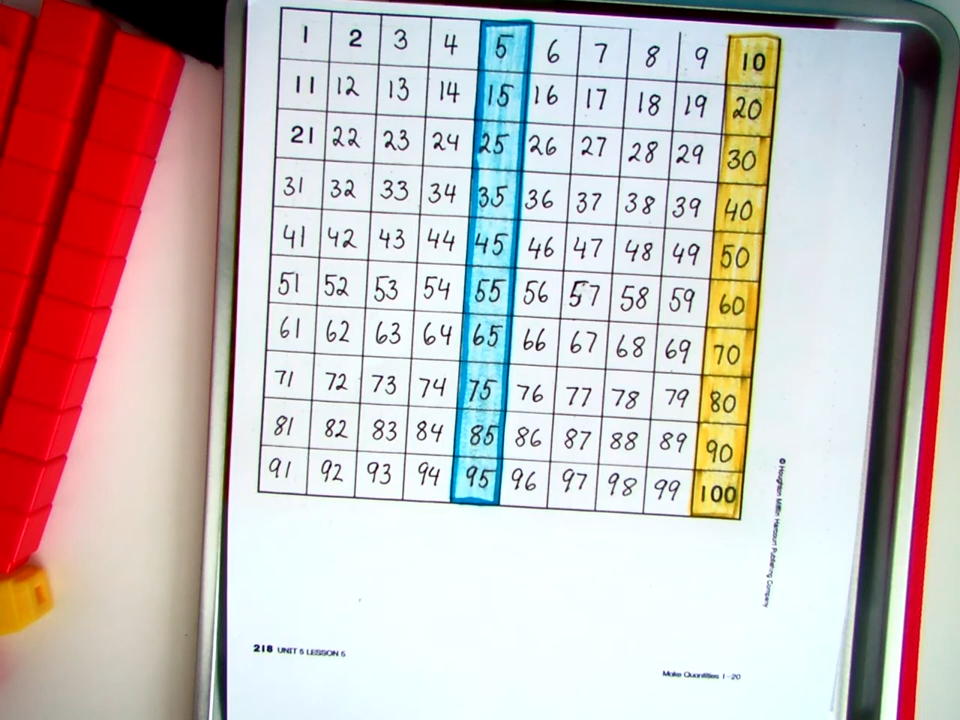 1 2 3 4 5 6 7 8 9 10
11 12 13 14 15 16 17 18 19 20
21 22 23 24 25 26 27 28 29 30
31 32 33 34 35 36 37 38 39 40
41 42 43 44 45 46 47 48 49 50
51 52 53 54 55 56 57 58 59 60
61 62 63 64 65 66 67 68 69 70
71 72 73 74 75 76 77 78 79 80
81 82 83 84 85 86 87 88 89 90
91 92 93 94 95 96 97 98 99 100
© Houghton Mifflin Harcourt Publishing Company
218 UNIT 5 LESSON 5
Make Quantities 1–20